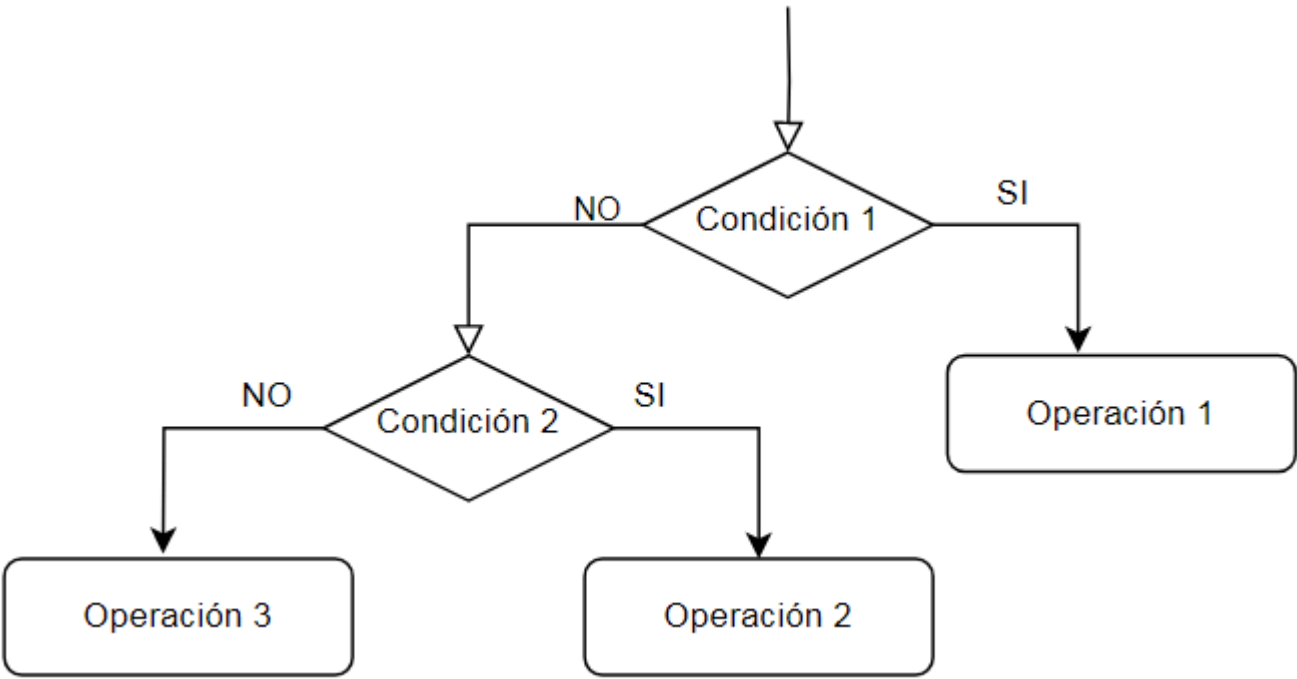 SI
NO
Condición 1
NO
SI
Condición 2
Operación 1
Operación 3
Operación 2